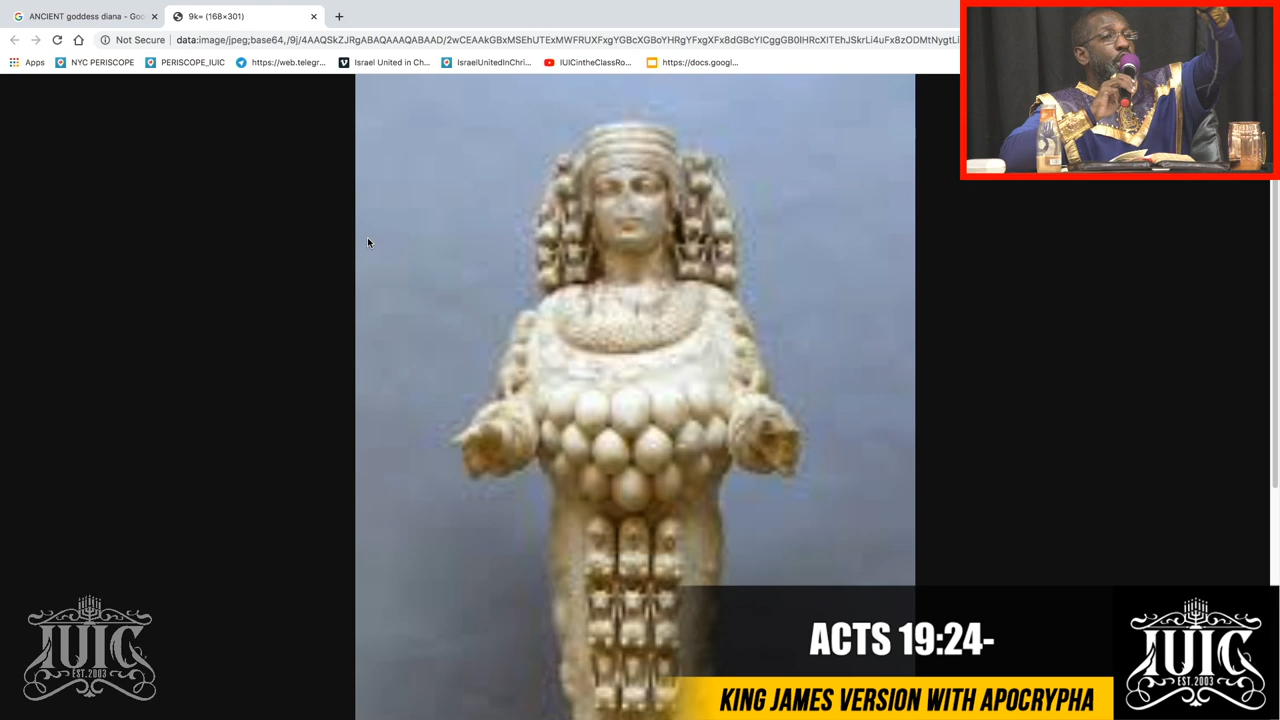 ANCIENT goddess diana - Goo
9k= (168×301)
Not Secure
data:image/jpeg;base64,/9j/4AAQSkZJRgABAQAAAQABAAD/2wCEAAkGBxMSEhUTExMWFRUXFxgYGBcXGBoYHRgYFxgXFx8dGBcYICggGB0lHRcXITEhJSkrLi4uFx8zODMtNygtLi
Apps
NYC PERISCOPE
PERISCOPE_IUIC
https://web.telegr...
Israel United in Ch...
IsraelUnitedInChri...
IUICintheClassRo...
https://docs.googl...
ACTS 19:24-
KING JAMES VERSION WITH APOCRYPHA
IUIC
EST. 2003
IUIC
EST. 2003